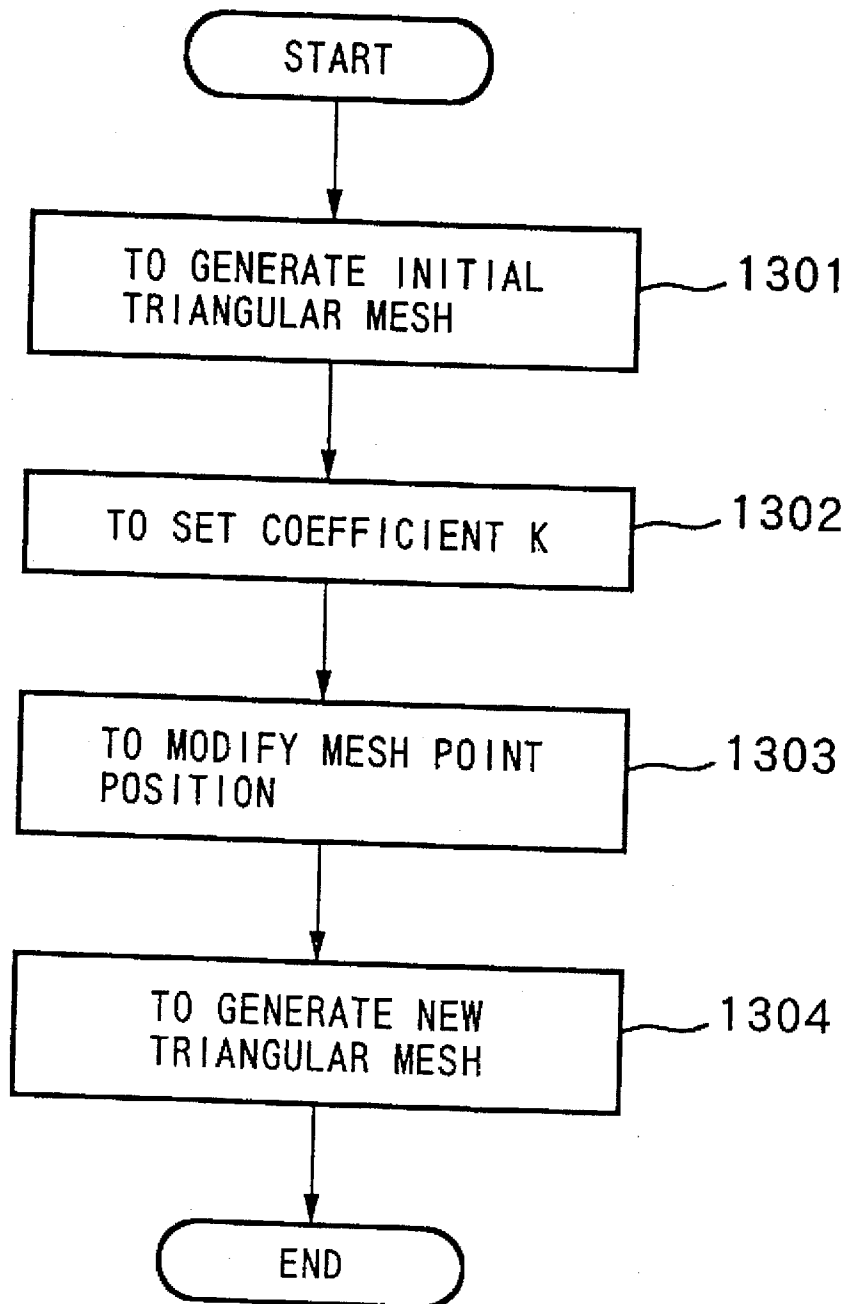 START
TO GENERATE INITIAL
TRIANGULAR MESH
1301
TO SET COEFFICIENT K
1302
TO MODIFY MESH POINT
POSITION
1303
TO GENERATE NEW
TRIANGULAR MESH
1304
END